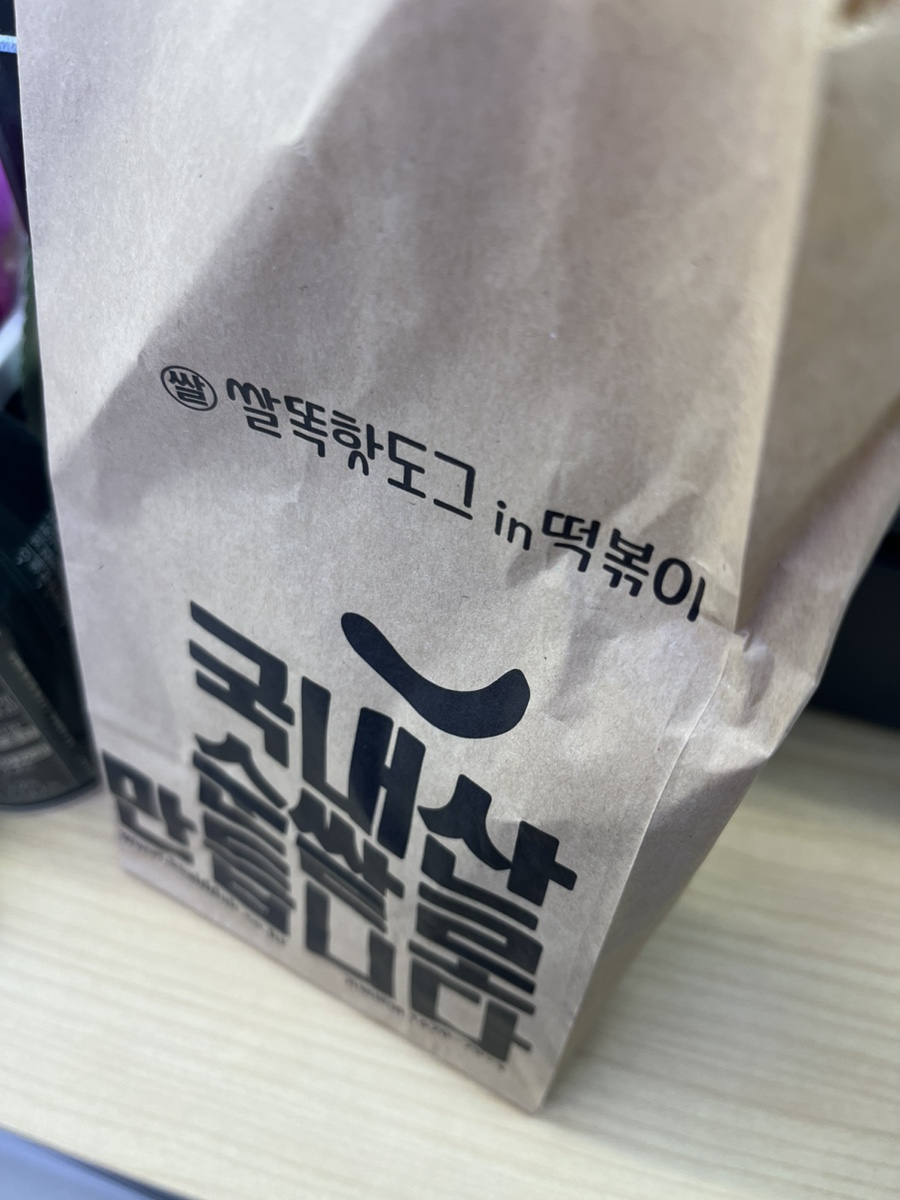 쌀 쌀똑핫도그 in 떡볶이
국내산
순쌀로
만듭니다